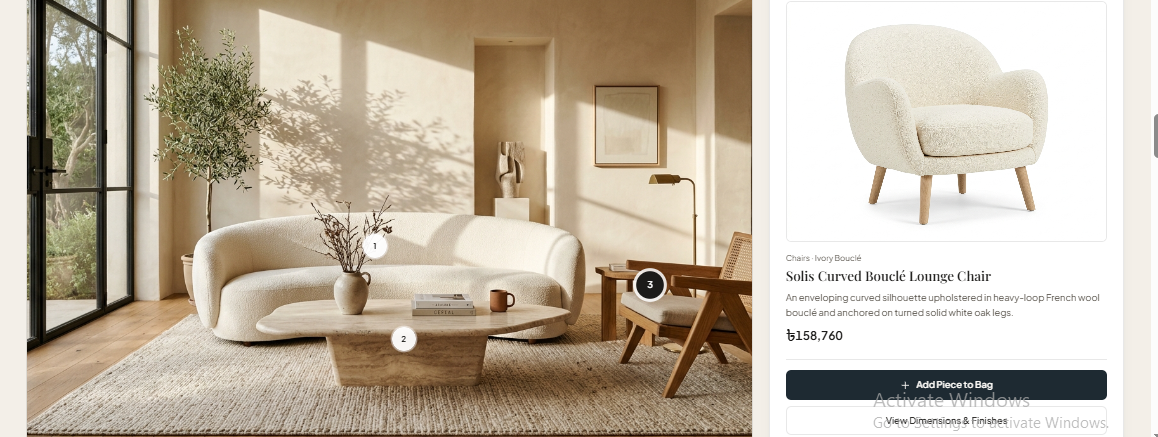 1
2
3
Chairs · Ivory Bouclé
Solis Curved Bouclé Lounge Chair
An enveloping curved silhouette upholstered in heavy-loop French wool
bouclé and anchored on turned solid white oak legs.
৳158,760
+ Add Piece to Bag
View Dimensions & Finishes
Activate Windows
Go to Settings to activate Windows.